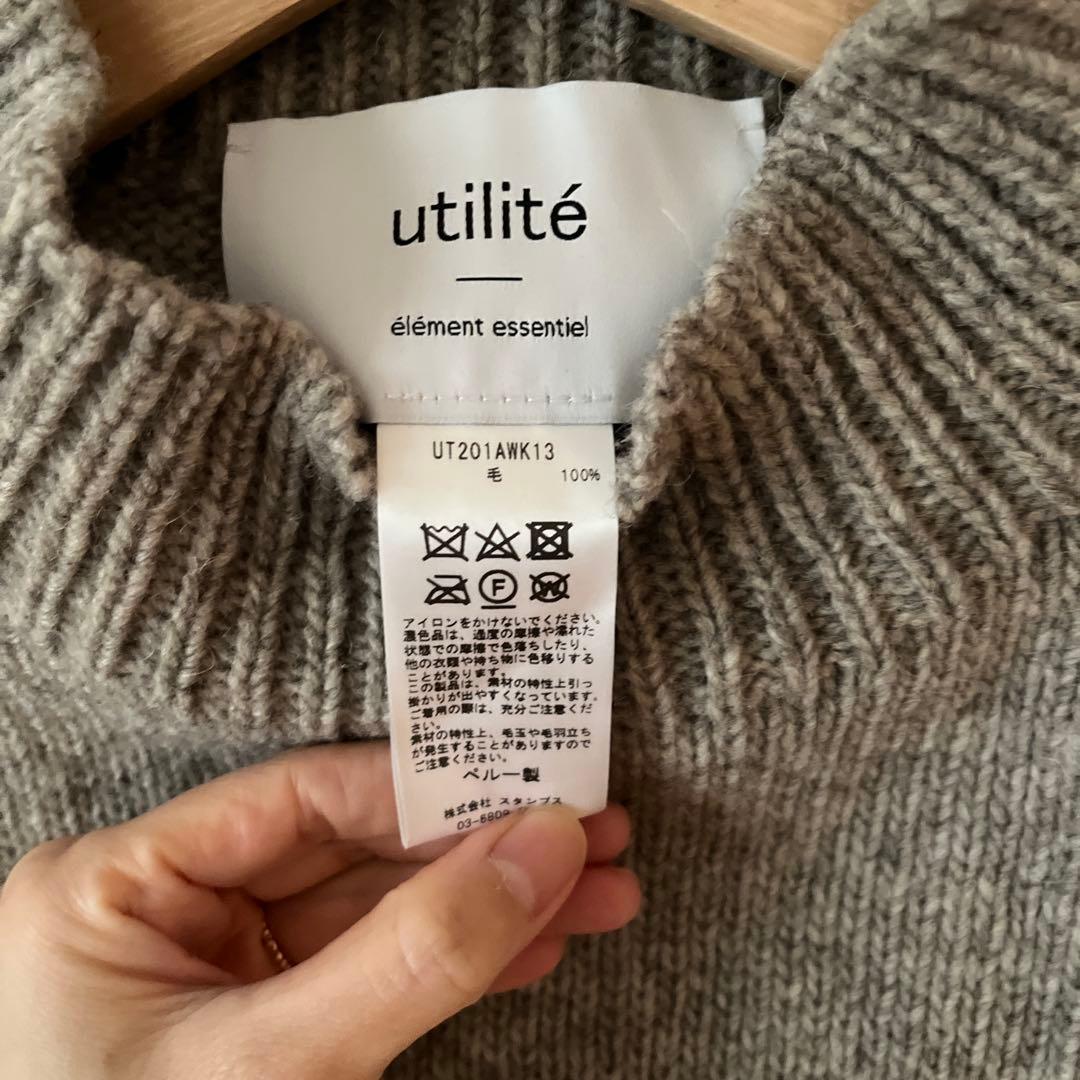 utilité
élément essentiel
UT201AWK13
毛 100%
F
W
アイロンをかけないでください。
濃色品は、過度の摩擦や濡れた
状態での摩擦で色落ちしたり、
他の衣類や持ち物に色移りする
ことがあります。
この製品は、素材の特性上引っ
掛かりが出やすくなっています。
ご着用の際は、充分ご注意くだ
さい。
素材の特性上、毛玉や毛羽立ち
が発生することがありますので
ご注意ください。
ペルー製
株式会社 スタンプス
03-6809-